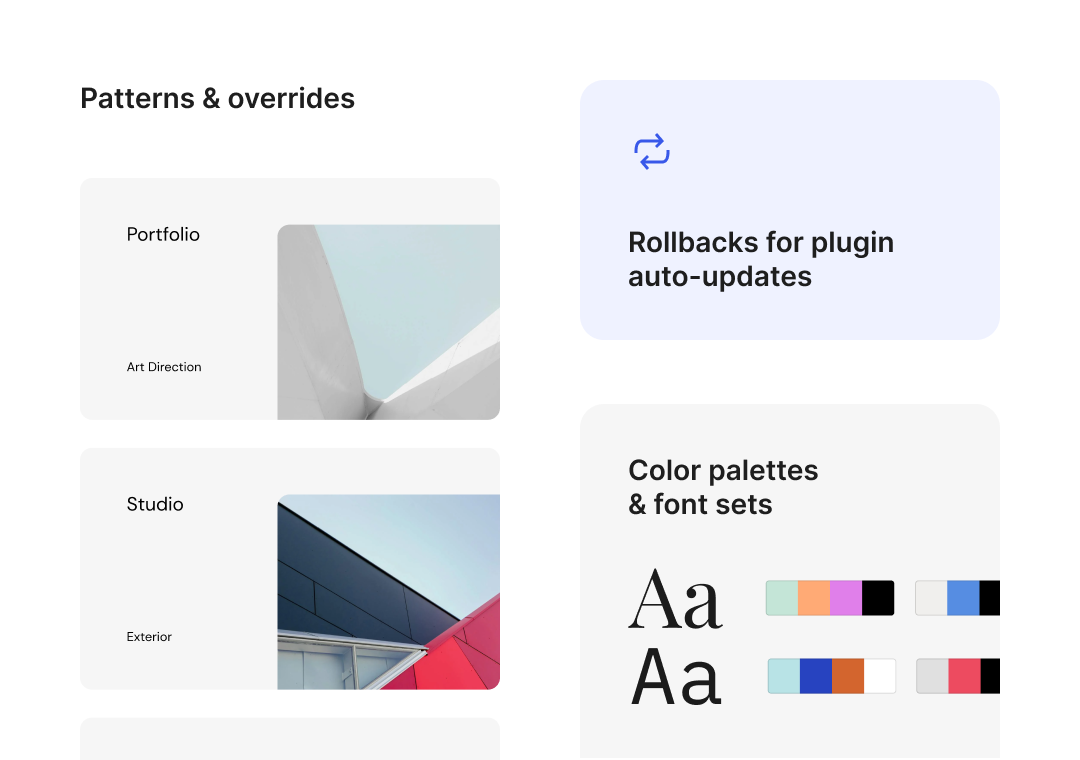 Patterns & overrides
Portfolio
Art Direction
Studio
Exterior
Rollbacks for plugin
auto-updates
Color palettes
& font sets
Aa
Aa